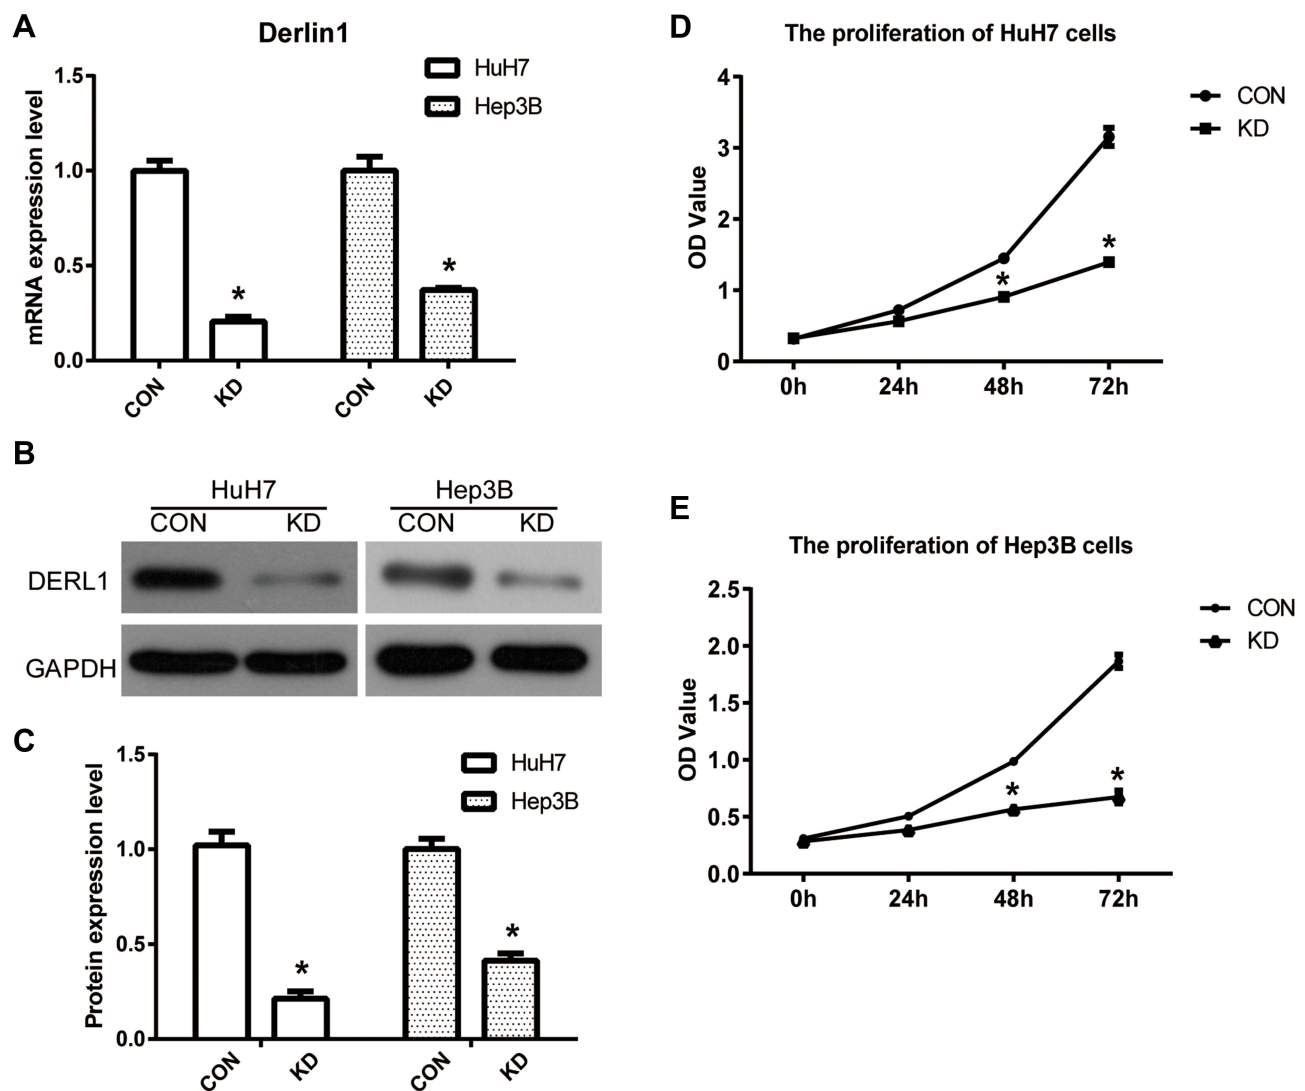 A
Derlin1
HuH7
Hep3B
mRNA expression level
1.5
1.0
0.5
0.0
*
*
CON
KD
CON
KD
B
HuH7
Hep3B
CON
KD
CON
KD
DERL1
GAPDH
C
HuH7
Hep3B
Protein expression level
1.5
1.0
0.5
0.0
*
*
CON
KD
CON
KD
D
The proliferation of HuH7 cells
CON
KD
OD Value
4
3
2
1
0
*
*
0h
24h
48h
72h
E
The proliferation of Hep3B cells
CON
KD
OD Value
2.5
2.0
1.5
1.0
0.5
0.0
*
*
0h
24h
48h
72h